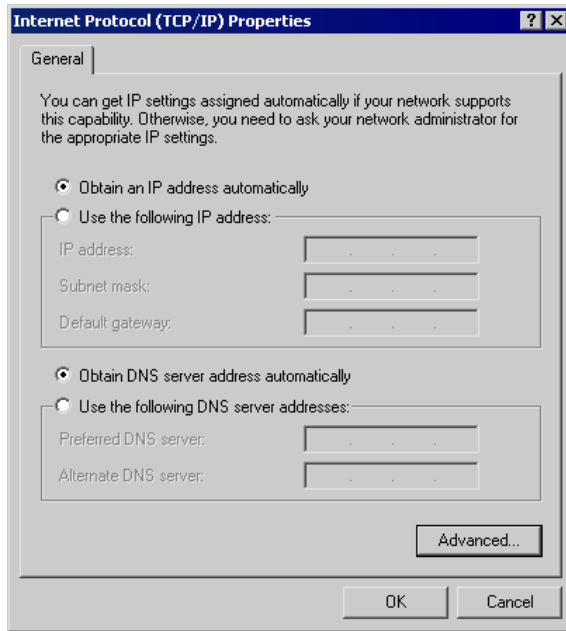 Internet Protocol (TCP/IP) Properties
General
You can get IP settings assigned automatically if your network supports
this capability. Otherwise, you need to ask your network administrator for
the appropriate IP settings.
Obtain an IP address automatically
Use the following IP address:
IP address:
Subnet mask:
Default gateway:
Obtain DNS server address automatically
Use the following DNS server addresses:
Preferred DNS server:
Alternate DNS server:
Advanced...
OK Cancel